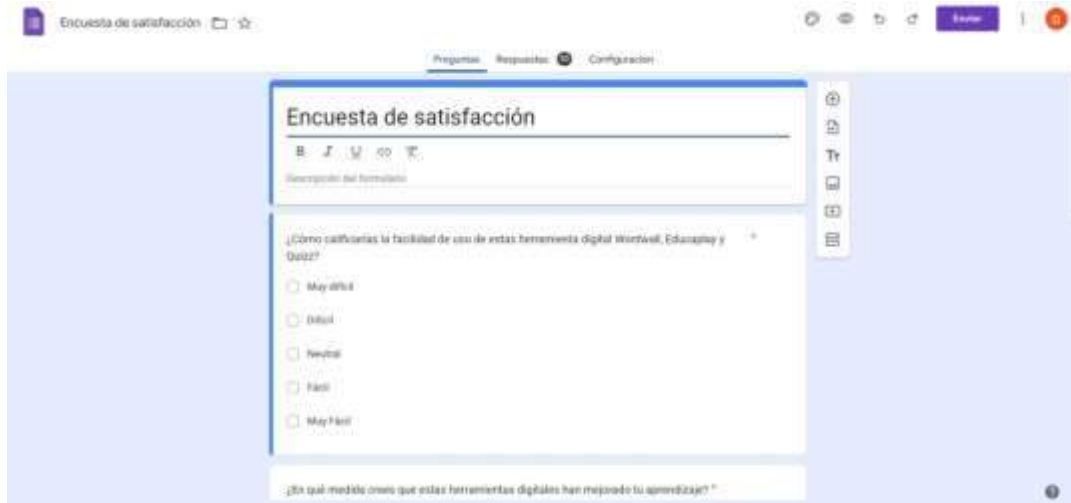 Encuesta de satisfacción
Enviar
Preguntas Respuestas Configuración
Encuesta de satisfacción
B I U
Descripción del formulario
¿Cómo calificarías la facilidad de uso de estas herramienta digital Wordwall, Educaplay y
Quizz?
Muy difícil
Difícil
Neutral
Fácil
Muy Fácil
¿En qué medida crees que estas herramientas digitales han mejorado tu aprendizaje? *